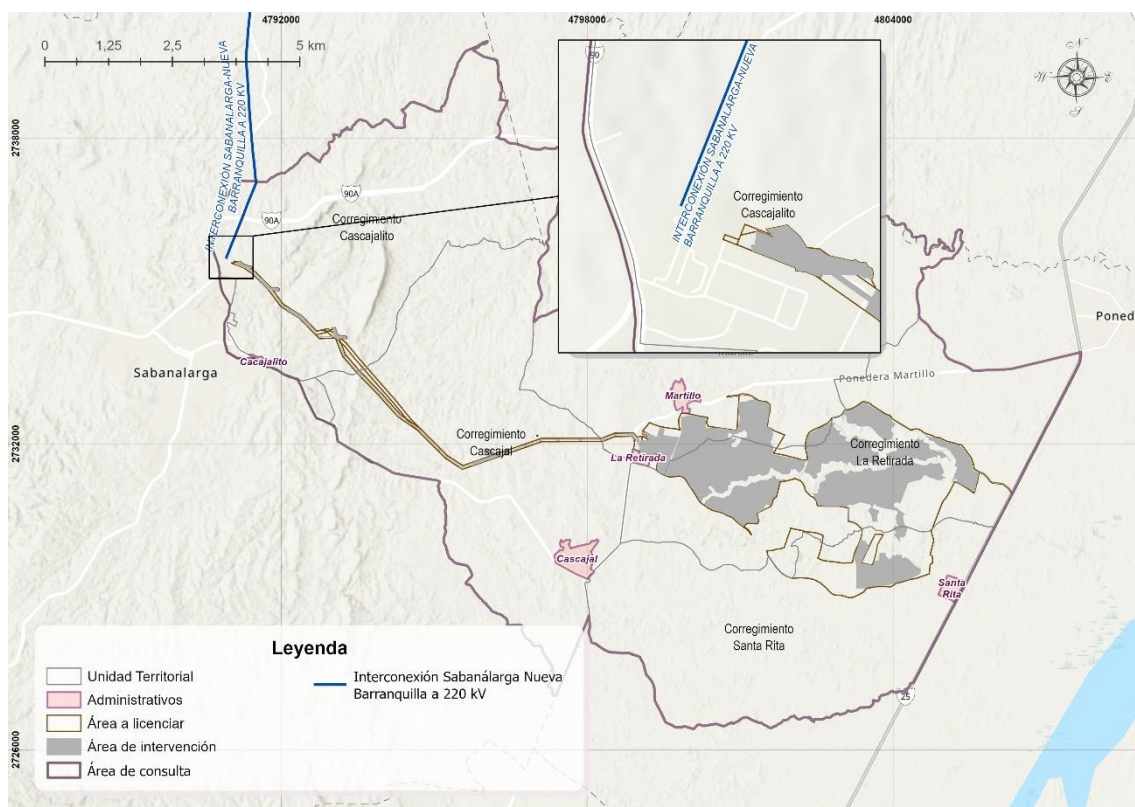 4792000
4798000
4804000
0 1,25 2,5 5 km
N
W E
S
2738000
2732000
2726000
INTERCONEXIÓN SABANALARGA-NUEVA
BARRANQUILLA A 220 KV
90A
90A
Corregimiento
Cascajalito
90
INTERCONEXIÓN SABANALARGA-NUEVA
BARRANQUILLA A 220 KV
Corregimiento
Cascajalito
Sabanalarga
Cacajalito
Martillo
Ponedera Martillo
Corregimiento
Cascajal
La Retirada
Corregimiento
La Retirada
Cascajal
Santa
Rita
Corregimiento
Santa Rita
25
Leyenda
Unidad Territorial
Administrativos
Área a licenciar
Área de intervención
Área de consulta
Interconexión Sabanálarga Nueva
Barranquilla a 220 kV